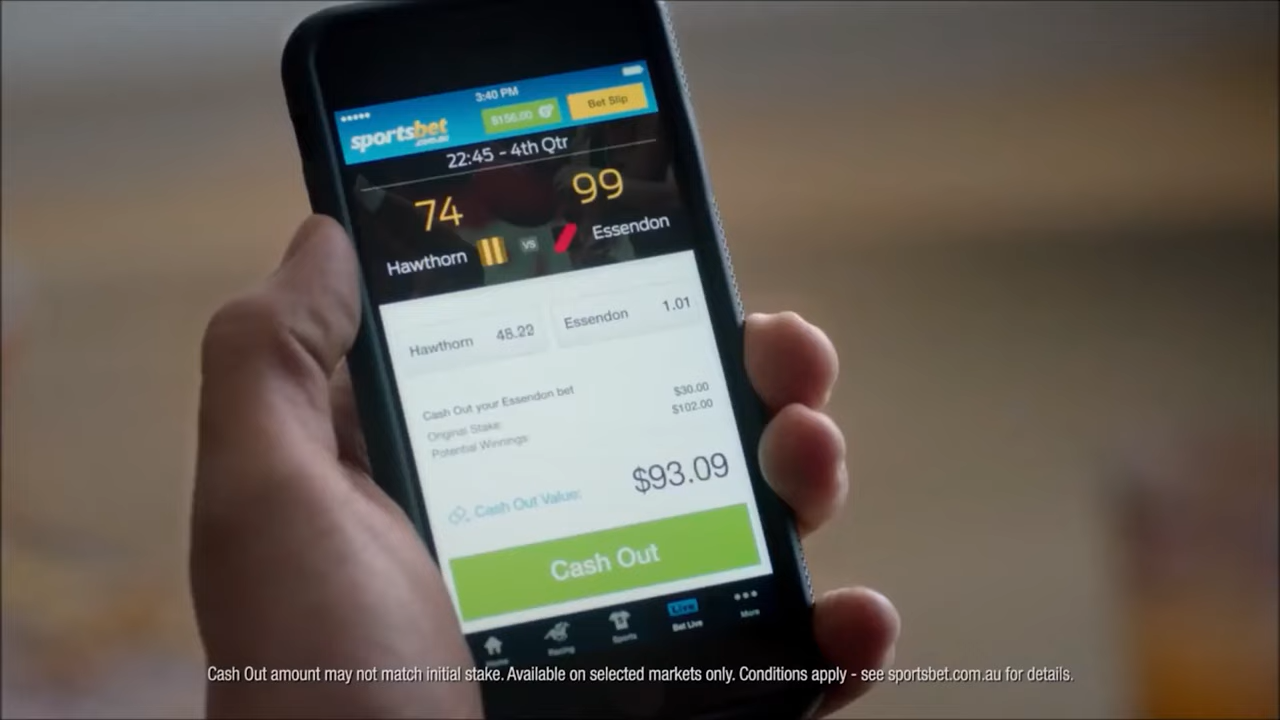 3:40 PM
sportsbet
.com.au
$156.00
Bet Slip
22:45 - 4th Qtr
74
99
Hawthorn
vs
Essendon
Hawthorn 48.22
Essendon 1.01
Cash Out your Essendon bet
Original Stake: $30.00
Potential Winnings: $102.00
Cash Out Value: $93.09
Cash Out
Racing
Sports
Live
Bet Live
More
Cash Out amount may not match initial stake. Available on selected markets only. Conditions apply - see sportsbet.com.au for details.